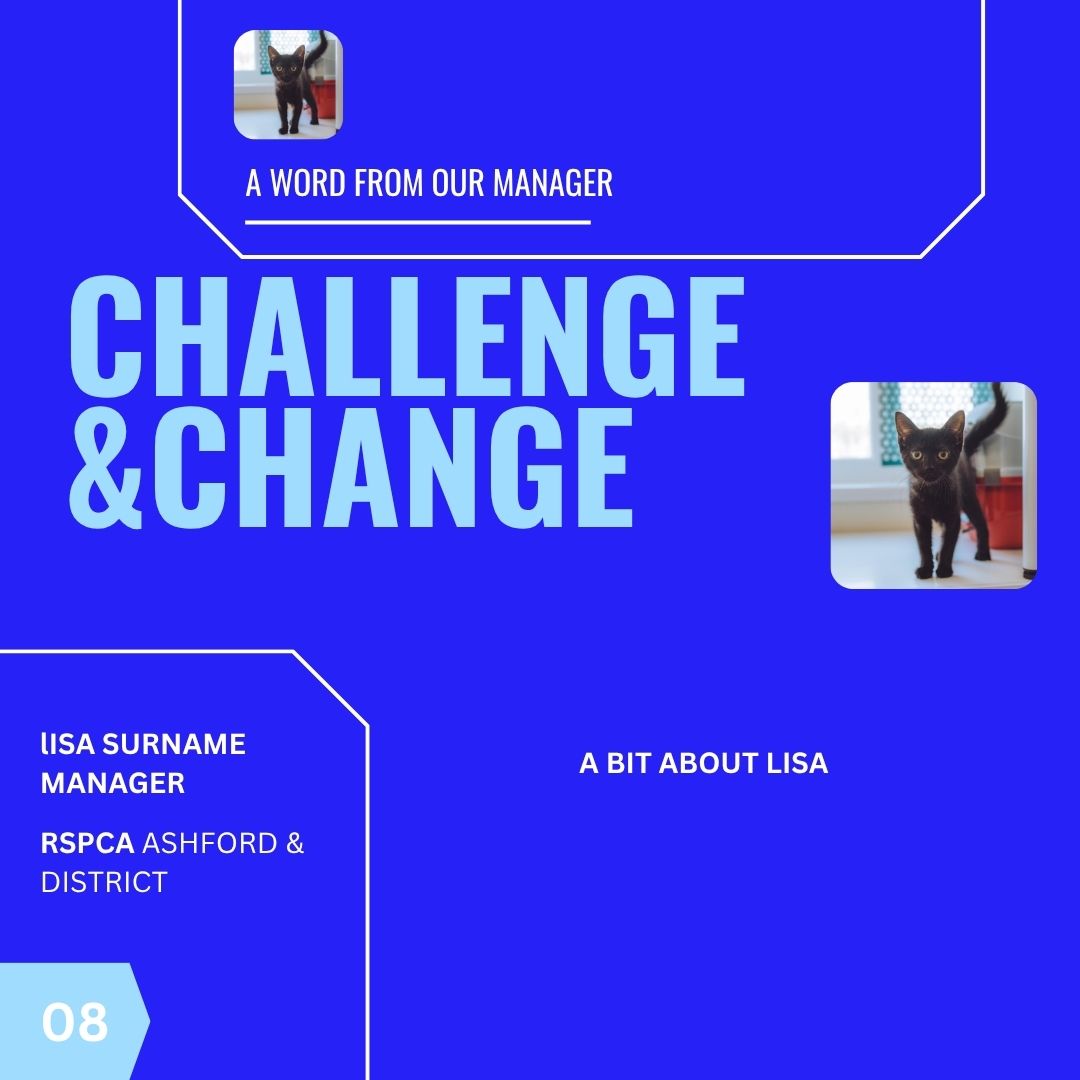 A WORD FROM OUR MANAGER
CHALLENGE
&CHANGE
lISA SURNAME
MANAGER
RSPCA ASHFORD &
DISTRICT
A BIT ABOUT LISA
08